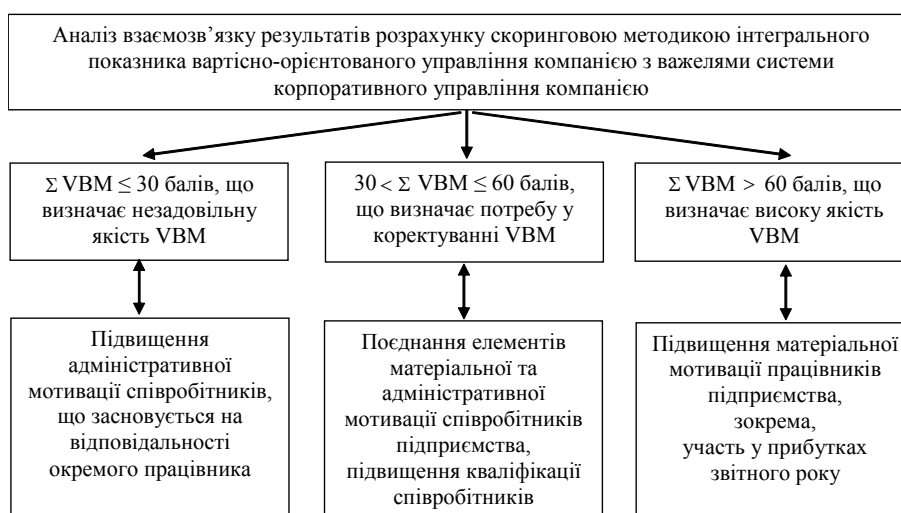 Аналіз взаємозв’язку результатів розрахунку скоринговою методикою інтегрального
показника вартісно-орієнтованого управління компанією з важелями системи
корпоративного управління компанією
Σ VBM ≤ 30 балів, що
визначає незадовільну
якість VBM
30 < Σ VBM ≤ 60 балів,
що визначає потребу у
коректуванні VBM
Σ VBM > 60 балів, що
визначає високу якість
VBM
Підвищення
адміністративної
мотивації співробітників,
що засновується на
відповідальності
окремого працівника
Поєднання елементів
матеріальної та
адміністративної
мотивації співробітників
підприємства,
підвищення кваліфікації
співробітників
Підвищення матеріальної
мотивації працівників
підприємства,
зокрема,
участь у прибутках
звітного року